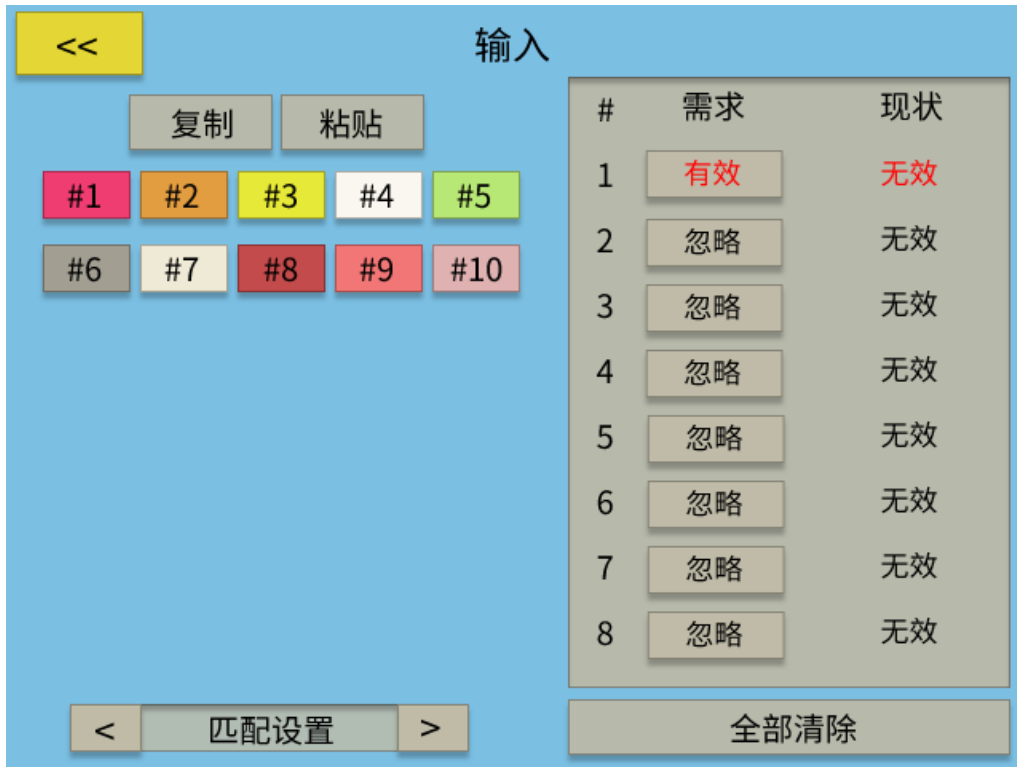 << 输入
复制 粘贴
#1 #2 #3 #4 #5
#6 #7 #8 #9 #10
< 匹配设置 >
# 需求 现状
1 有效 无效
2 忽略 无效
3 忽略 无效
4 忽略 无效
5 忽略 无效
6 忽略 无效
7 忽略 无效
8 忽略 无效
全部清除